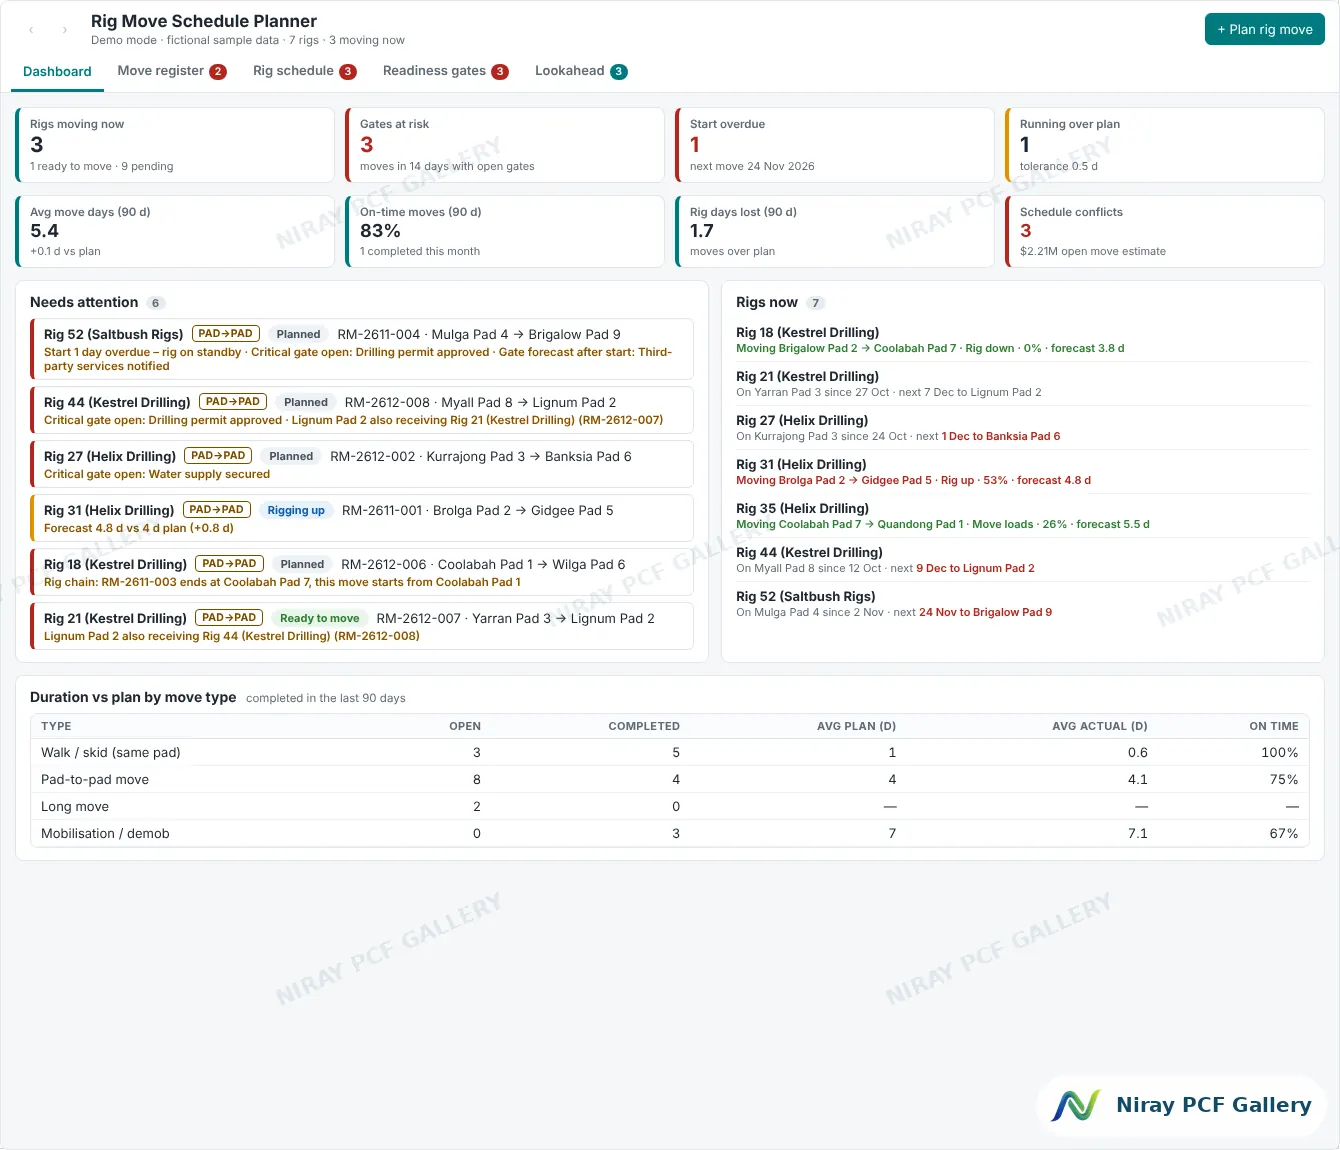 ‹ › Rig Move Schedule Planner
Demo mode · fictional sample data · 7 rigs · 3 moving now
+ Plan rig move
Dashboard Move register 2 Rig schedule 3 Readiness gates 3 Lookahead 3
Rigs moving now
3
1 ready to move · 9 pending
Gates at risk
3
moves in 14 days with open gates
Start overdue
1
next move 24 Nov 2026
Running over plan
1
tolerance 0.5 d
Avg move days (90 d)
5.4
+0.1 d vs plan
On-time moves (90 d)
83%
1 completed this month
Rig days lost (90 d)
1.7
moves over plan
Schedule conflicts
3
$2.21M open move estimate
Needs attention 6
Rig 52 (Saltbush Rigs) PAD→PAD Planned RM-2611-004 · Mulga Pad 4 → Brigalow Pad 9
Start 1 day overdue – rig on standby · Critical gate open: Drilling permit approved · Gate forecast after start: Third-
party services notified
Rig 44 (Kestrel Drilling) PAD→PAD Planned RM-2612-008 · Myall Pad 8 → Lignum Pad 2
Critical gate open: Drilling permit approved · Lignum Pad 2 also receiving Rig 21 (Kestrel Drilling) (RM-2612-007)
Rig 27 (Helix Drilling) PAD→PAD Planned RM-2612-002 · Kurrajong Pad 3 → Banksia Pad 6
Critical gate open: Water supply secured
Rig 31 (Helix Drilling) PAD→PAD Rigging up RM-2611-001 · Brolga Pad 2 → Gidgee Pad 5
Forecast 4.8 d vs 4 d plan (+0.8 d)
Rig 18 (Kestrel Drilling) PAD→PAD Planned RM-2612-006 · Coolabah Pad 1 → Wilga Pad 6
Rig chain: RM-2611-003 ends at Coolabah Pad 7, this move starts from Coolabah Pad 1
Rig 21 (Kestrel Drilling) PAD→PAD Ready to move RM-2612-007 · Yarran Pad 3 → Lignum Pad 2
Lignum Pad 2 also receiving Rig 44 (Kestrel Drilling) (RM-2612-008)
Rigs now 7
Rig 18 (Kestrel Drilling)
Moving Brigalow Pad 2 → Coolabah Pad 7 · Rig down · 0% · forecast 3.8 d
Rig 21 (Kestrel Drilling)
On Yarran Pad 3 since 27 Oct · next 7 Dec to Lignum Pad 2
Rig 27 (Helix Drilling)
On Kurrajong Pad 3 since 24 Oct · next 1 Dec to Banksia Pad 6
Rig 31 (Helix Drilling)
Moving Brolga Pad 2 → Gidgee Pad 5 · Rig up · 53% · forecast 4.8 d
Rig 35 (Helix Drilling)
Moving Coolabah Pad 7 → Quandong Pad 1 · Move loads · 26% · forecast 5.5 d
Rig 44 (Kestrel Drilling)
On Myall Pad 8 since 12 Oct · next 9 Dec to Lignum Pad 2
Rig 52 (Saltbush Rigs)
On Mulga Pad 4 since 2 Nov · next 24 Nov to Brigalow Pad 9
Duration vs plan by move type completed in the last 90 days
TYPE OPEN COMPLETED AVG PLAN (D) AVG ACTUAL (D) ON TIME
Walk / skid (same pad) 3 5 1 0.6 100%
Pad-to-pad move 8 4 4 4.1 75%
Long move 2 0 — — —
Mobilisation / demob 0 3 7 7.1 67%
NIRAY PCF GALLERY
NIRAY PCF GALLERY
NIRAY PCF GALLERY
NIRAY PCF GALLERY
NIRAY PCF GALLERY
Niray PCF Gallery